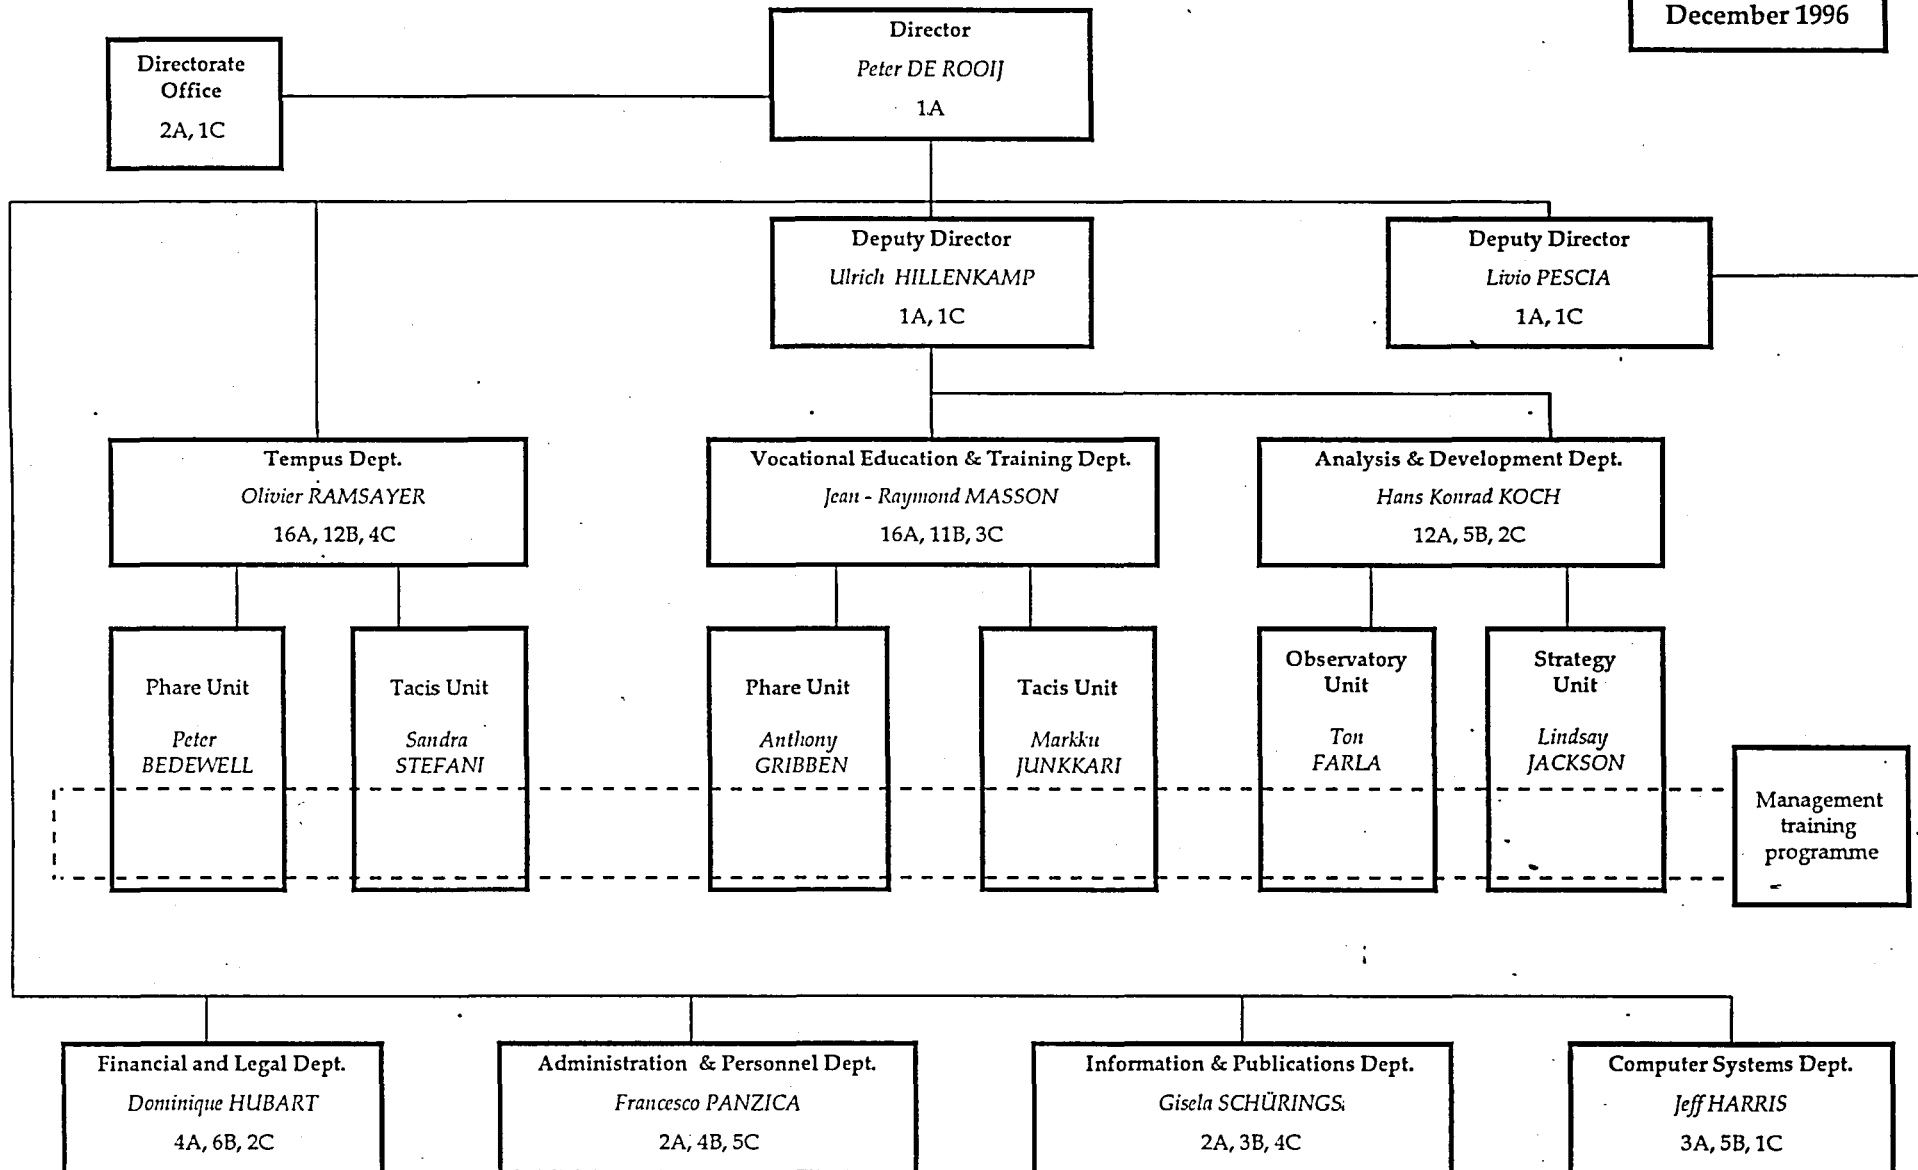 December 1996
Director
Peter DE ROOIJ
1A
Directorate
Office
2A, 1C
Deputy Director
Ulrich HILLENKAMP
1A, 1C
Deputy Director
Livio PESCIA
1A, 1C
Tempus Dept.
Olivier RAMSAYER
16A, 12B, 4C
Vocational Education & Training Dept.
Jean - Raymond MASSON
16A, 11B, 3C
Analysis & Development Dept.
Hans Konrad KOCH
12A, 5B, 2C
Phare Unit
Peter
BEDEWELL
Tacis Unit
Sandra
STEFANI
Phare Unit
Anthony
GRIBBEN
Tacis Unit
Markku
JUNKKARI
Observatory
Unit
Ton
FARLA
Strategy
Unit
Lindsay
JACKSON
Management
training
programme
Financial and Legal Dept.
Dominique HUBART
4A, 6B, 2C
Administration & Personnel Dept.
Francesco PANZICA
2A, 4B, 5C
Information & Publications Dept.
Gisela SCHÜRINGS
2A, 3B, 4C
Computer Systems Dept.
Jeff HARRIS
3A, 5B, 1C